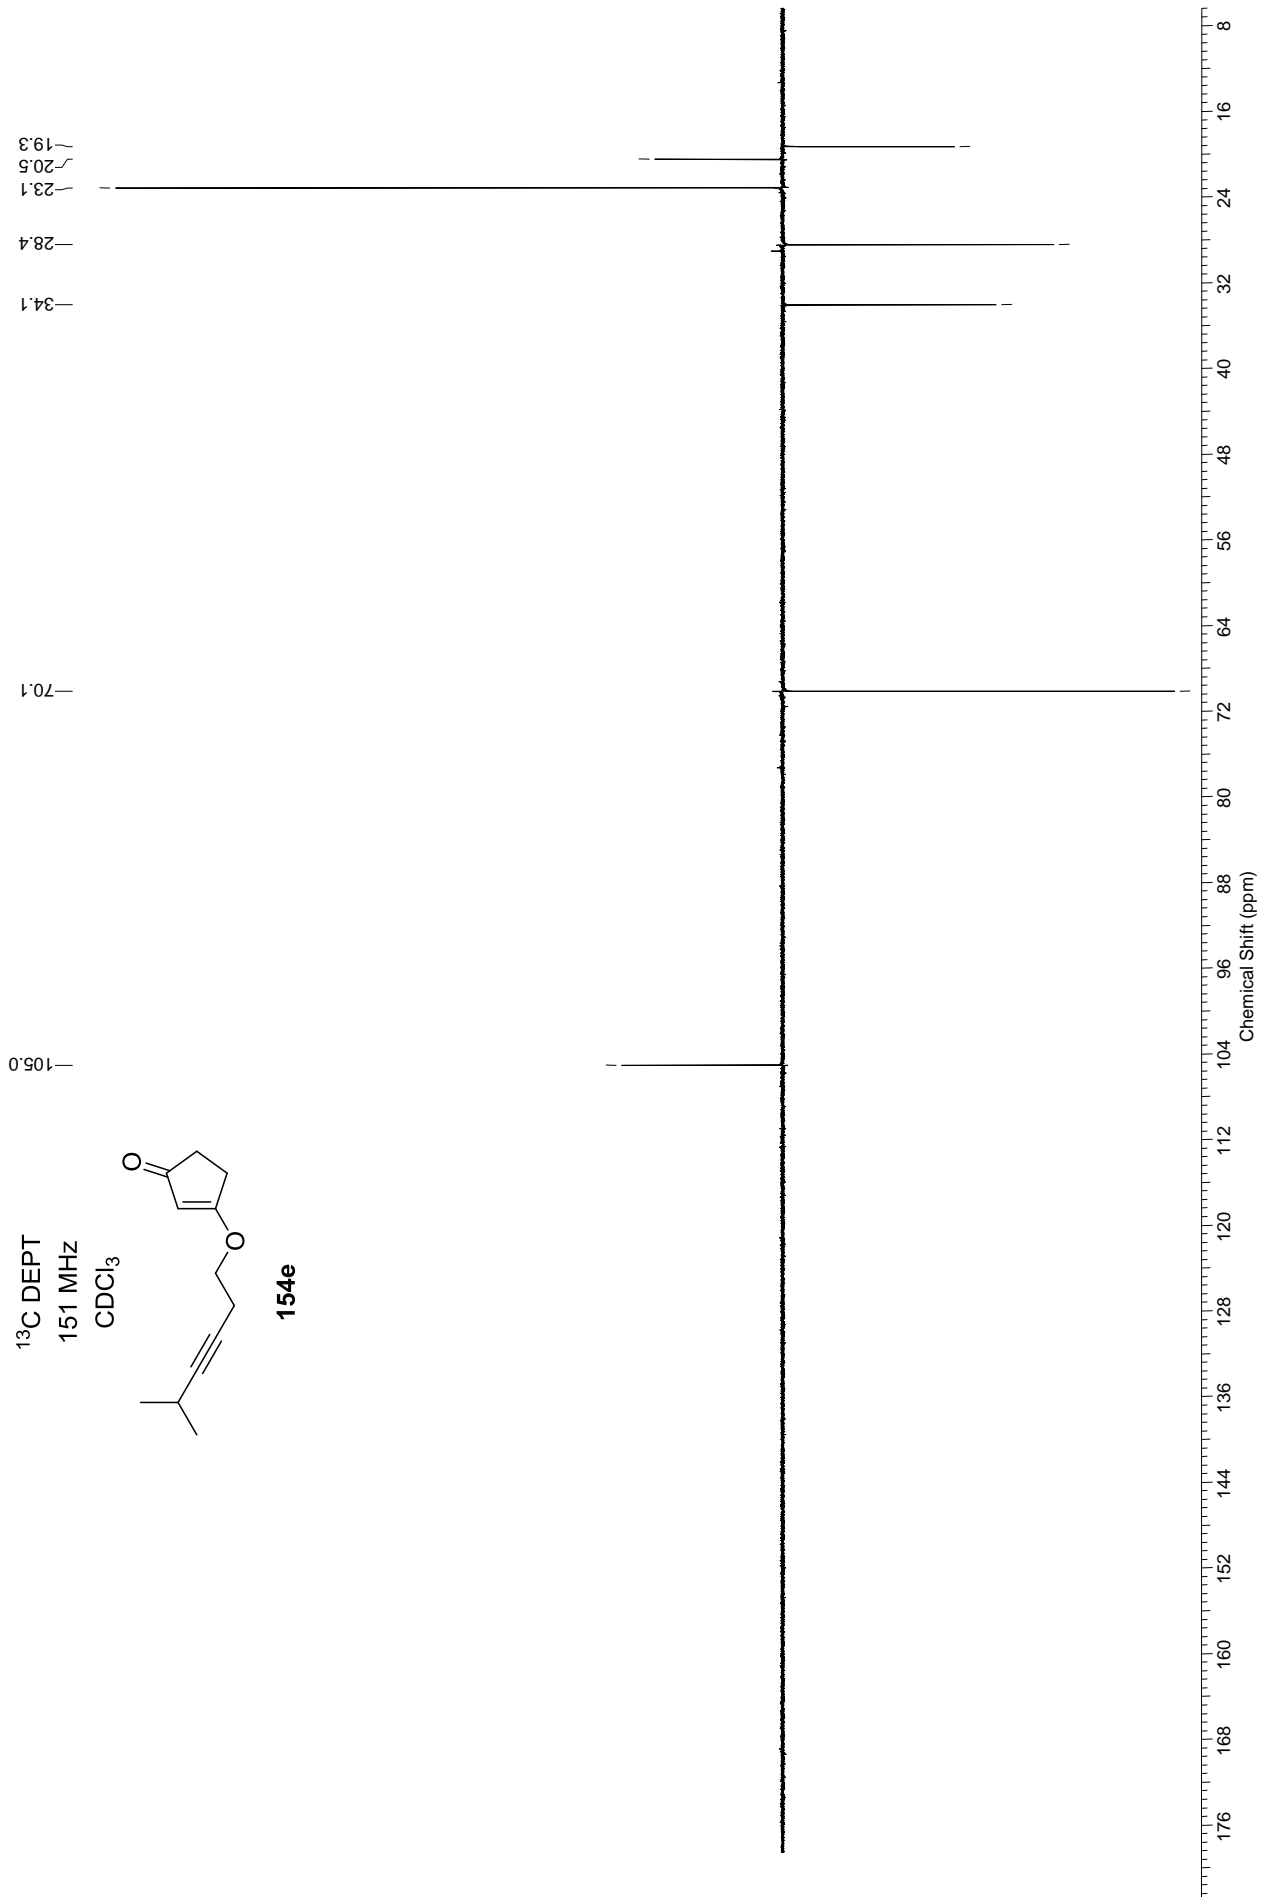 ¹³C DEPT
151 MHz
CDCl₃
O
O
154e
105.0
70.1
34.1
28.4
23.1
20.5
19.3
176 168 160 152 144 136 128 120 112 104 96 88 80 72 64 56 48 40 32 24 16 8
Chemical Shift (ppm)